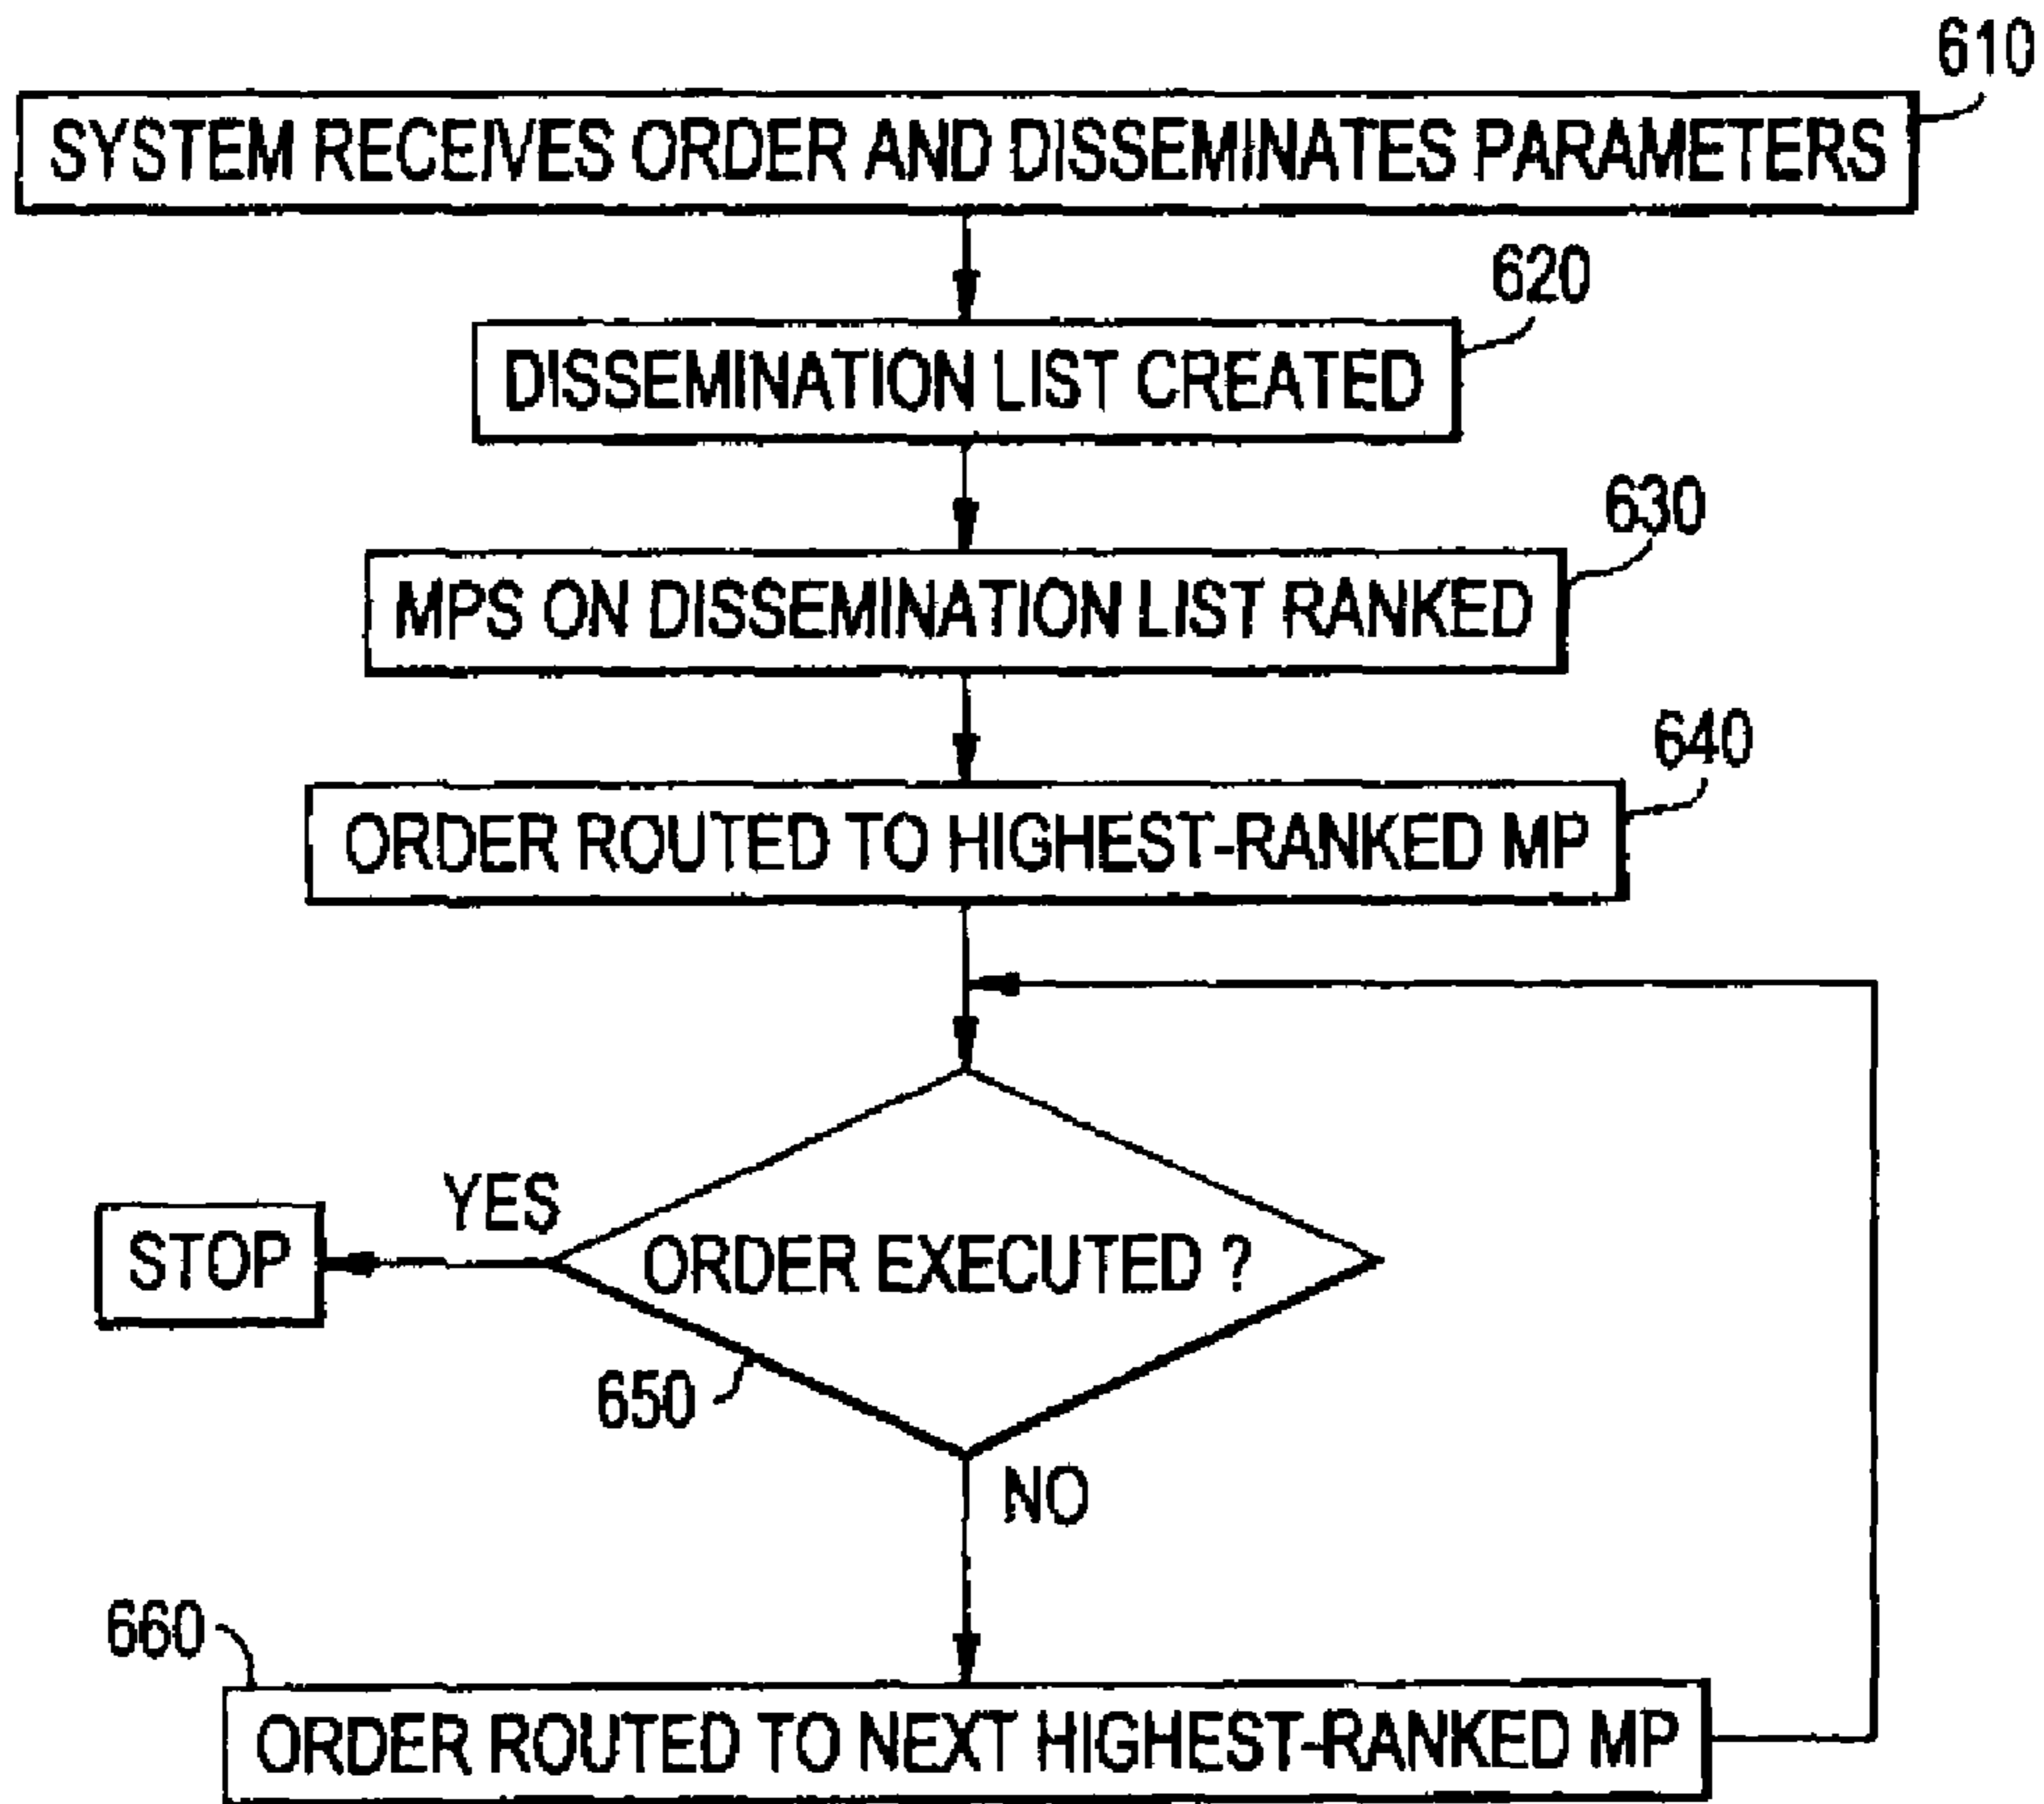 610
SYSTEM RECEIVES ORDER AND DISSEMINATES PARAMETERS
620
DISSEMINATION LIST CREATED
630
MPS ON DISSEMINATION LIST RANKED
640
ORDER ROUTED TO HIGHEST-RANKED MP
YES
STOP
ORDER EXECUTED ?
650
NO
660
ORDER ROUTED TO NEXT HIGHEST-RANKED MP